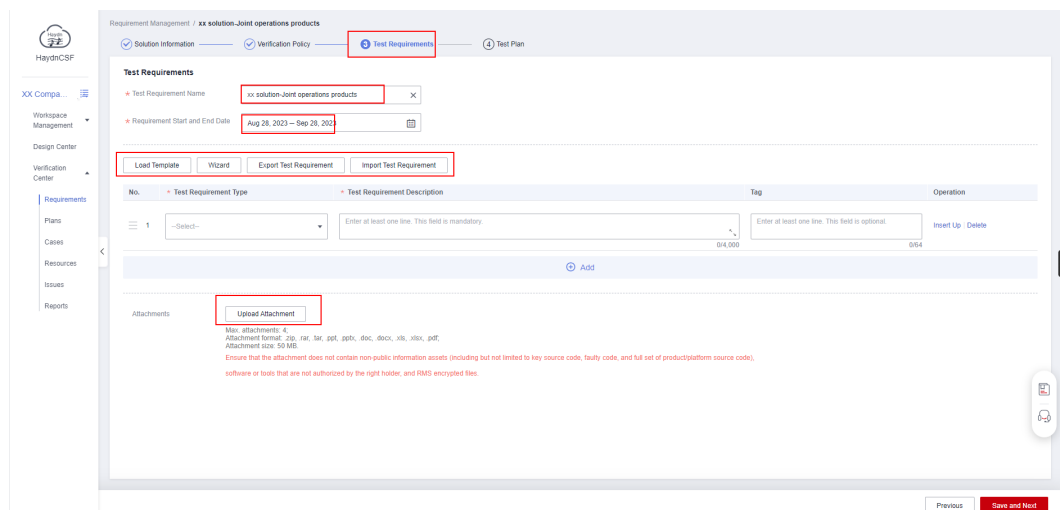 Requirement Management / xx solution-Joint operations products
Haydn
HaydnCSF
Solution Information
Verification Policy
3 Test Requirements
4 Test Plan
Test Requirements
XX Compa...
* Test Requirement Name
xx solution-Joint operations products
Workspace
Management
* Requirement Start and End Date
Aug 28, 2023 — Sep 28, 202
Design Center
Verification
Center
Load Template
Wizard
Export Test Requirement
Import Test Requirement
Requirements
No.
* Test Requirement Type
* Test Requirement Description
Tag
Operation
Plans
1
--Select--
Enter at least one line. This field is mandatory.
Enter at least one line. This field is optional.
Insert Up
Delete
Cases
0/4,000
0/64
Resources
Add
Issues
Reports
Attachments
Upload Attachment
Max. attachments: 4;
Attachment format: .zip, .rar, .tar, .ppt, .pptx, .doc, .docx, .xls, .xlsx, .pdf;
Attachment size: 50 MB.
Ensure that the attachment does not contain non-public information assets (including but not limited to key source code, faulty code, and full set of product/platform source code),
software or tools that are not authorized by the right holder, and RMS encrypted files.
Previous
Save and Next